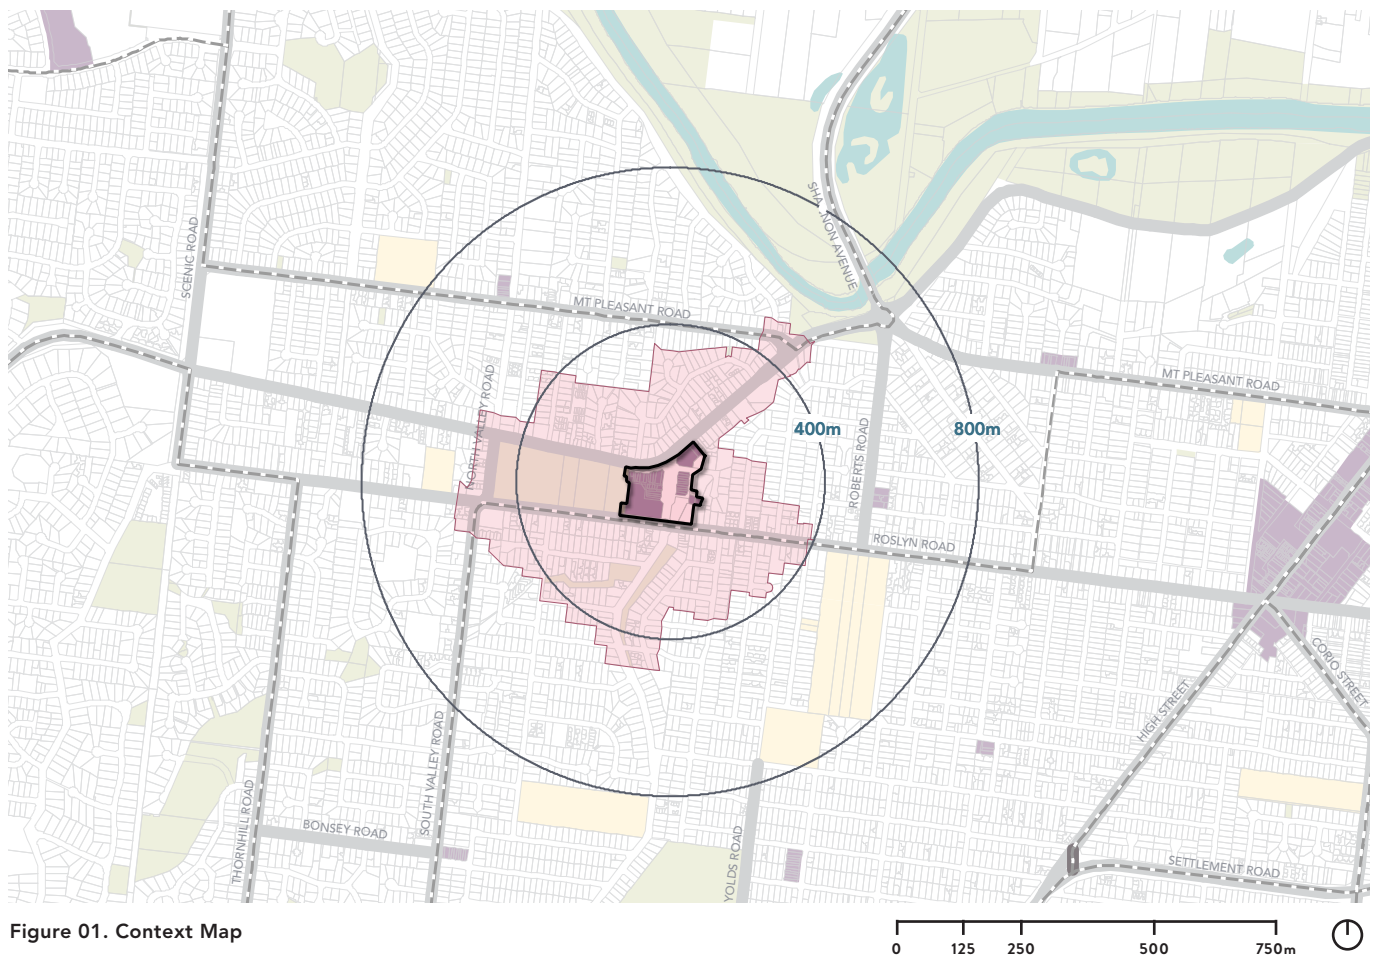 SCENIC ROAD
SHA NON AVENUE
MT PLEASANT ROAD
NORTH VALLEY ROAD
MT PLEASANT ROAD
400m
800m
ROBERTS ROAD
ROSLYN ROAD
CORIO STREET
HIGH STREET
SOUTH VALLEY ROAD
THORNHILL ROAD
BONSEY ROAD
YOLDS ROAD
SETTLEMENT ROAD
Figure 01. Context Map
0 125 250 500 750m